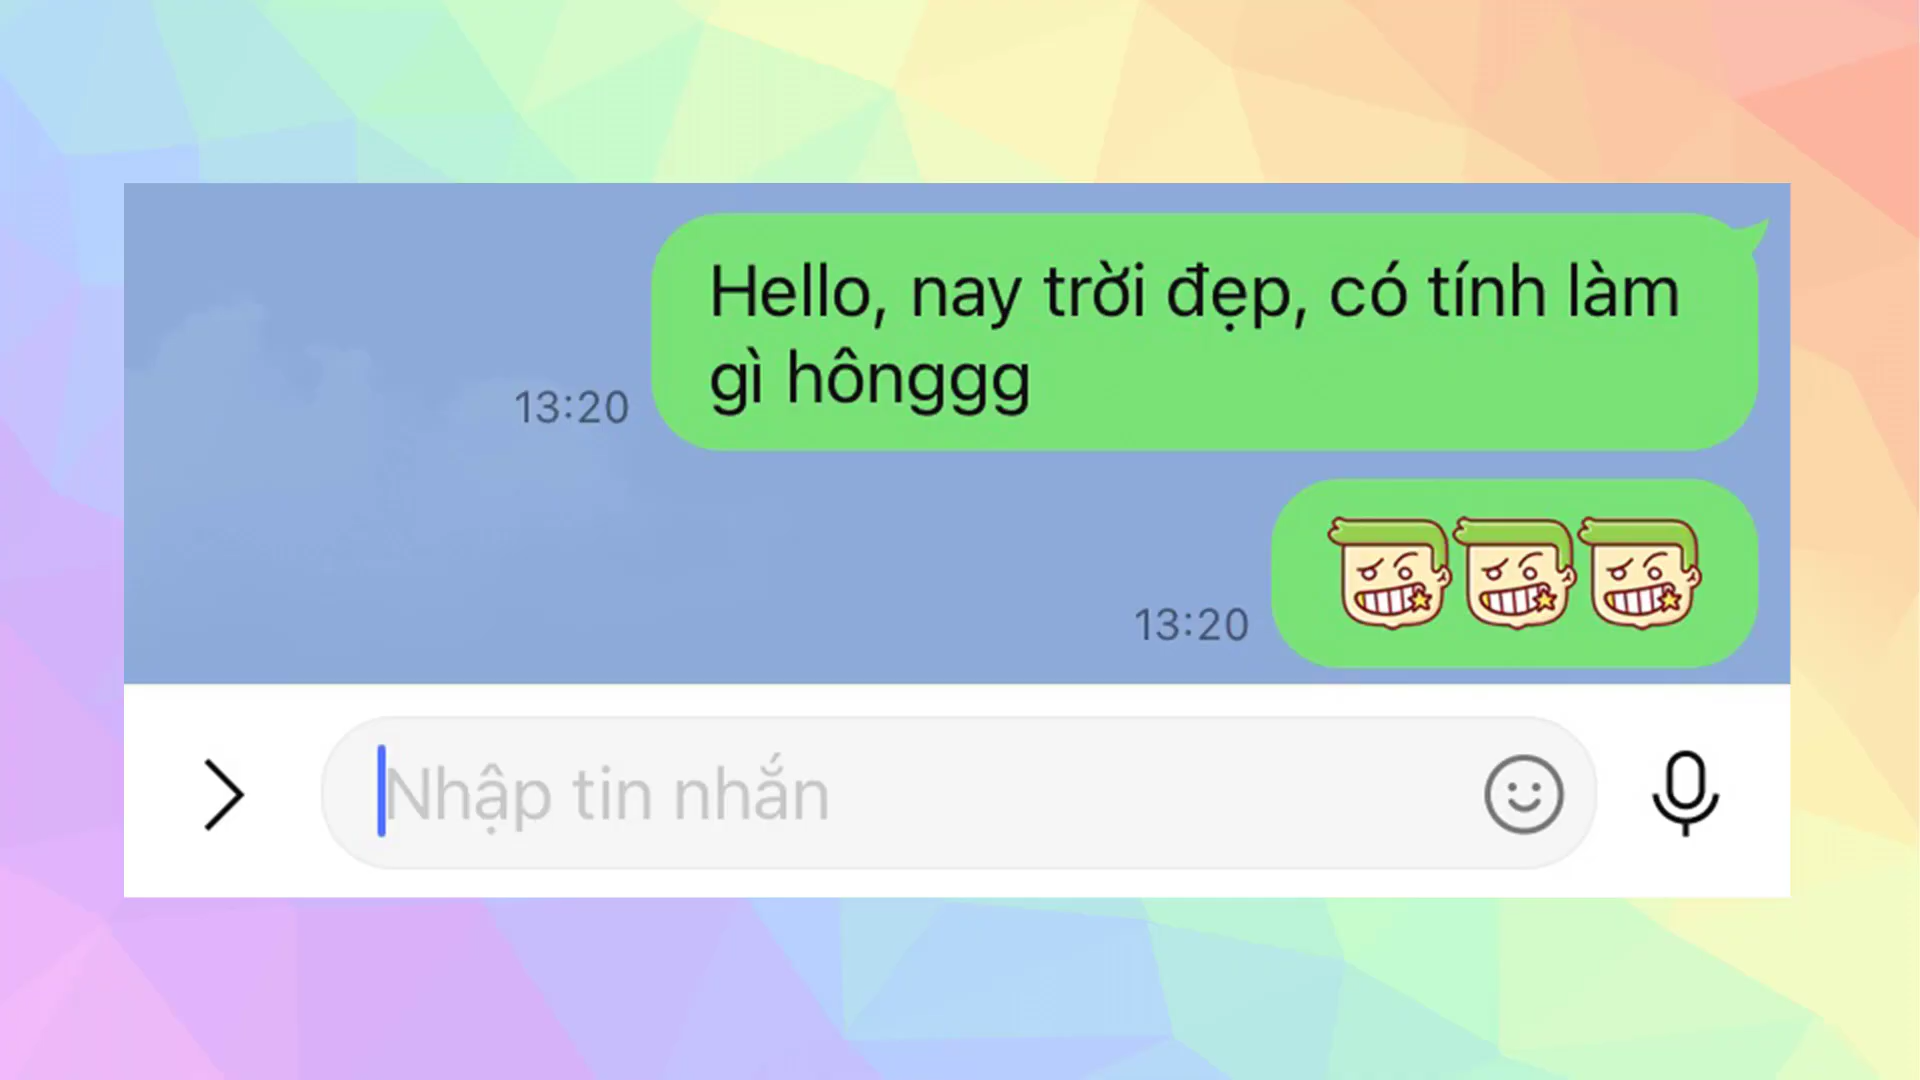 Hello, nay trời đẹp, có tính làm
gì hônggg
13:20
13:20
Nhập tin nhắn